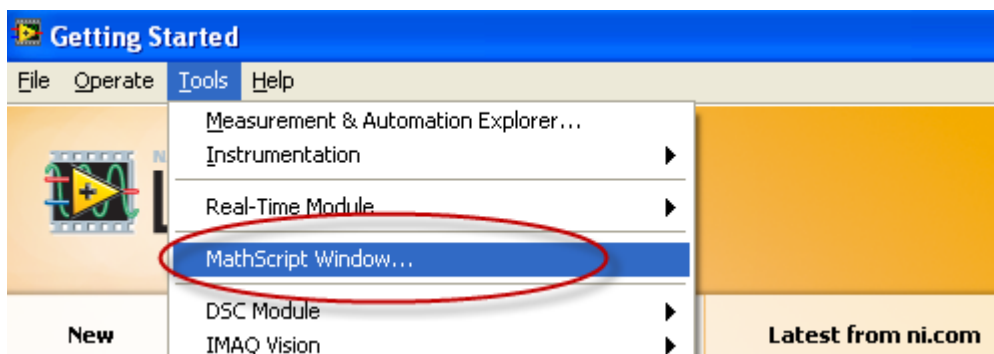 Getting Started
File Operate Tools Help
Measurement & Automation Explorer...
Instrumentation
Real-Time Module
MathScript Window...
DSC Module
IMAQ Vision
New
Latest from ni.com